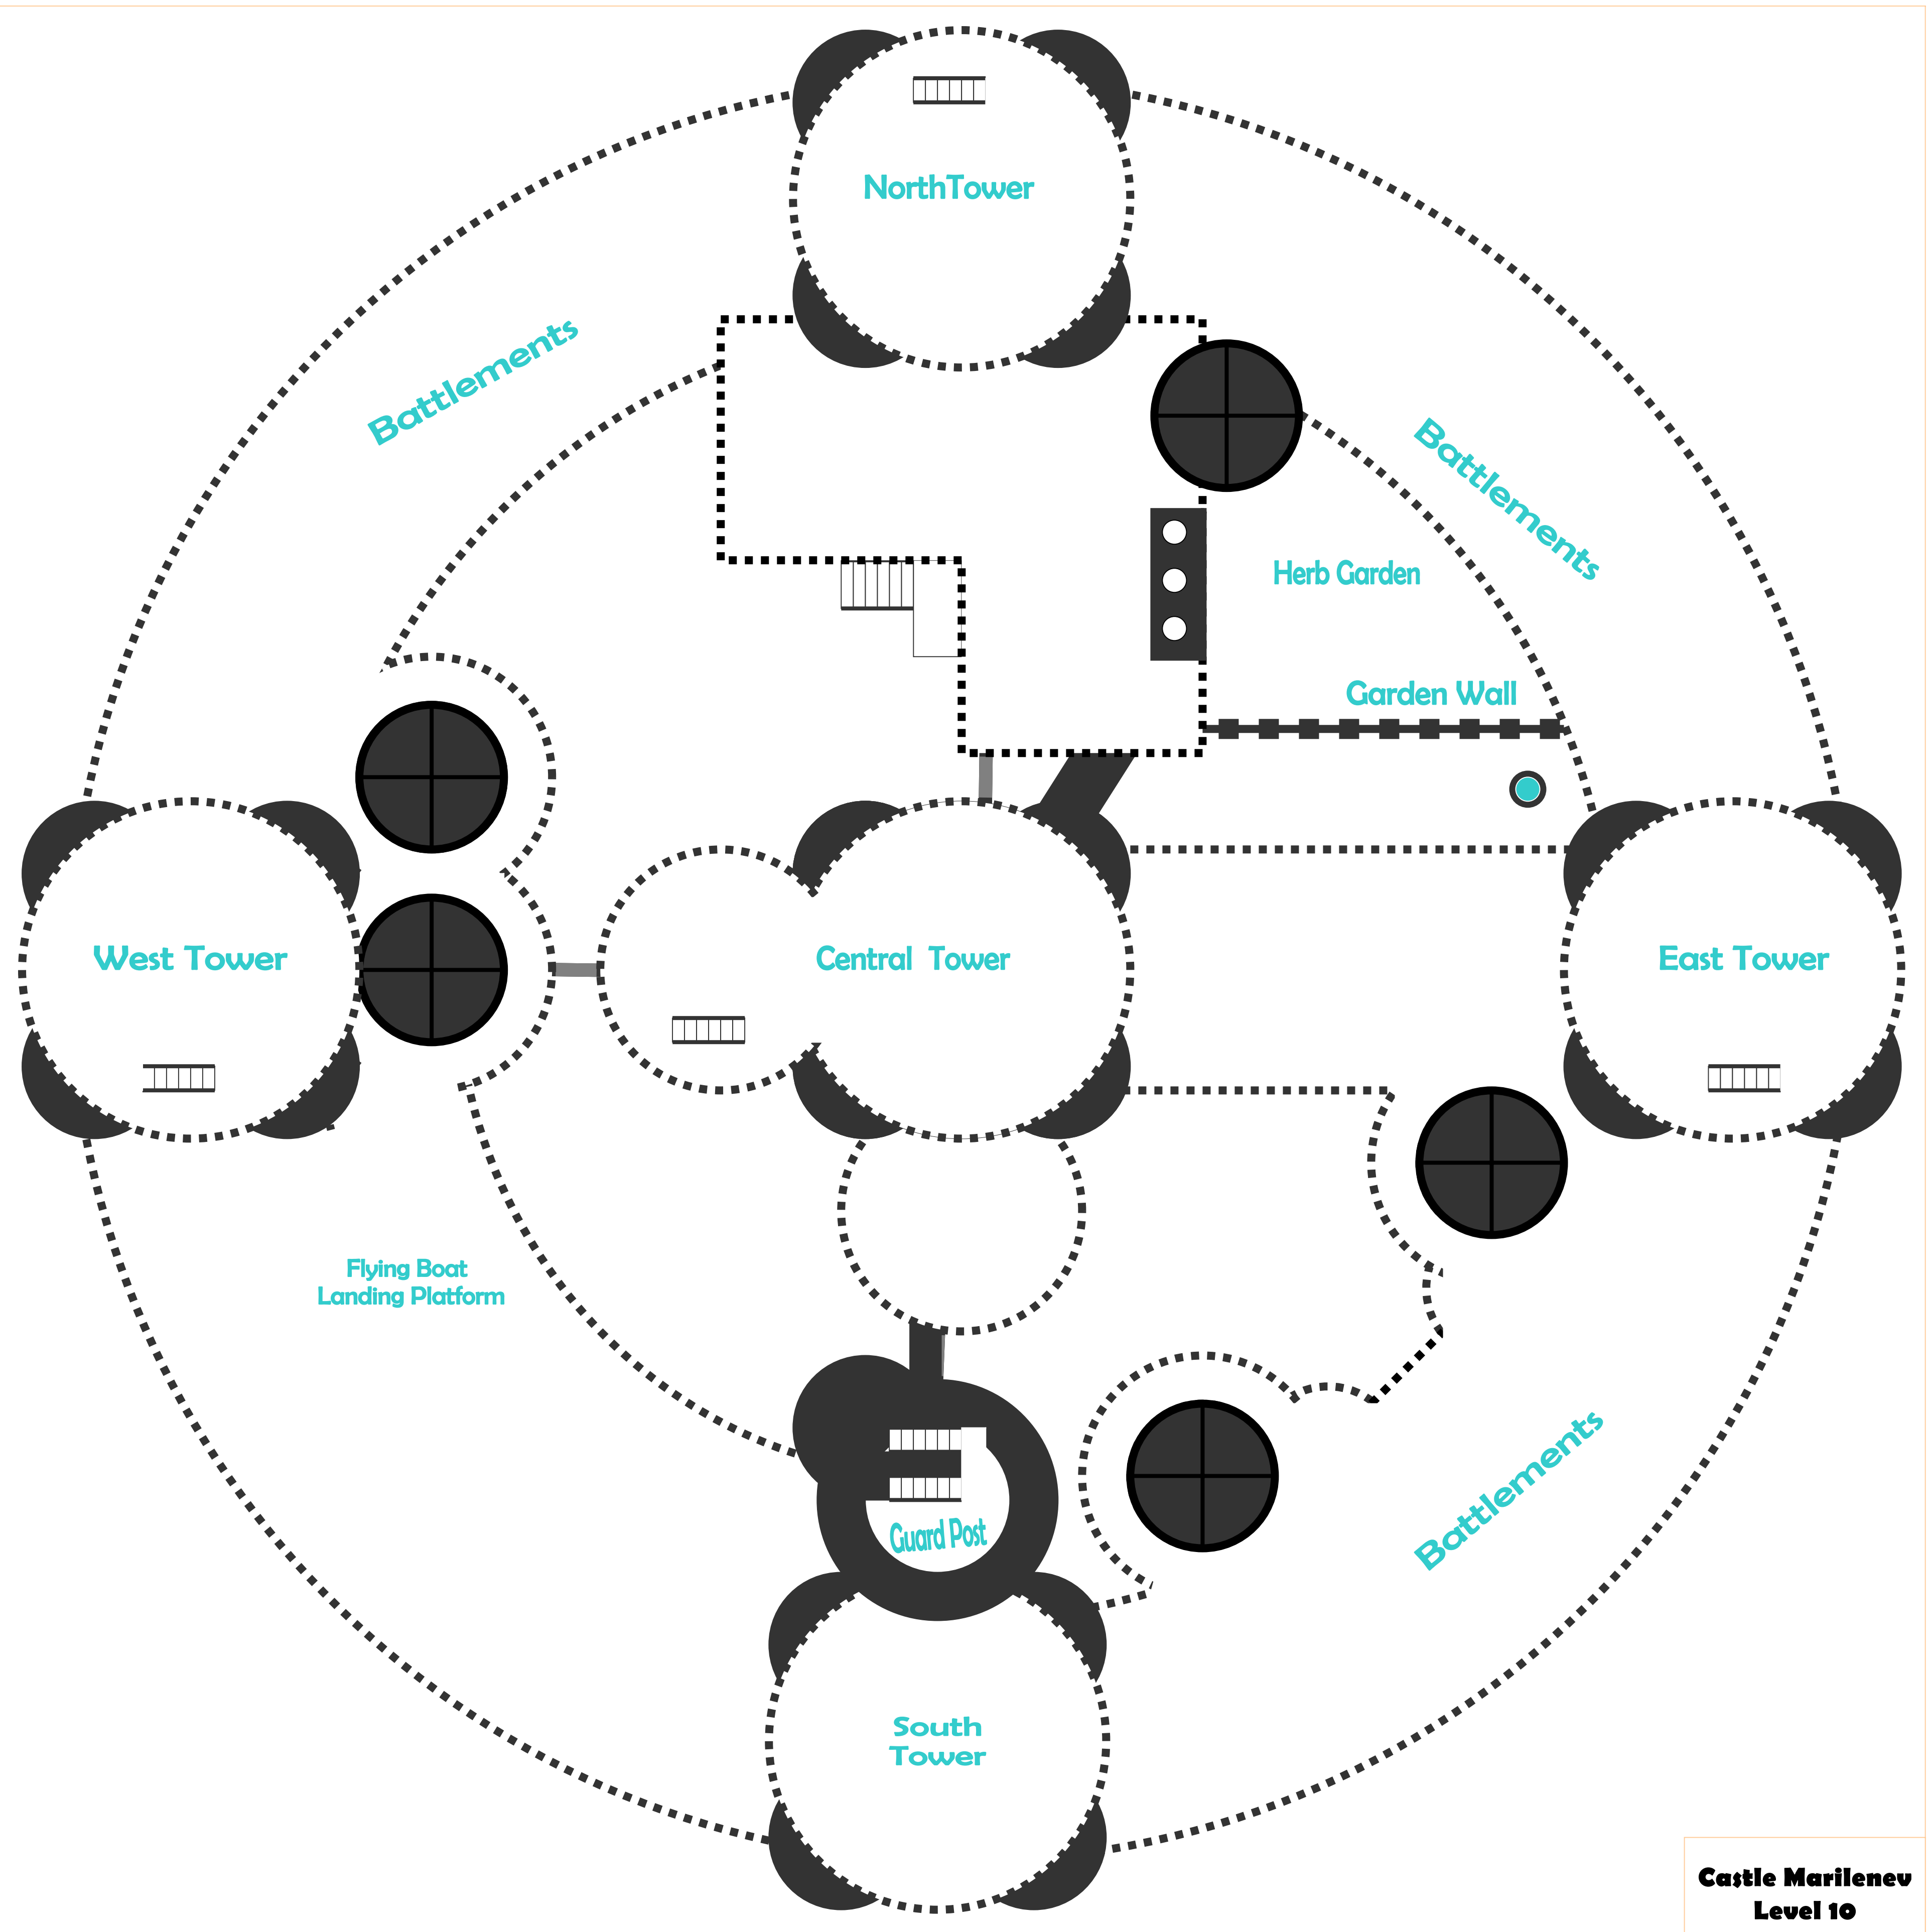 NorthTower
Battlements
Battlements
Herb Garden
Garden Wall
West Tower
Central Tower
East Tower
Flying Boat
Landing Platform
Battlements
Guard Post
South
Tower
Castle Marilenev
Level 10